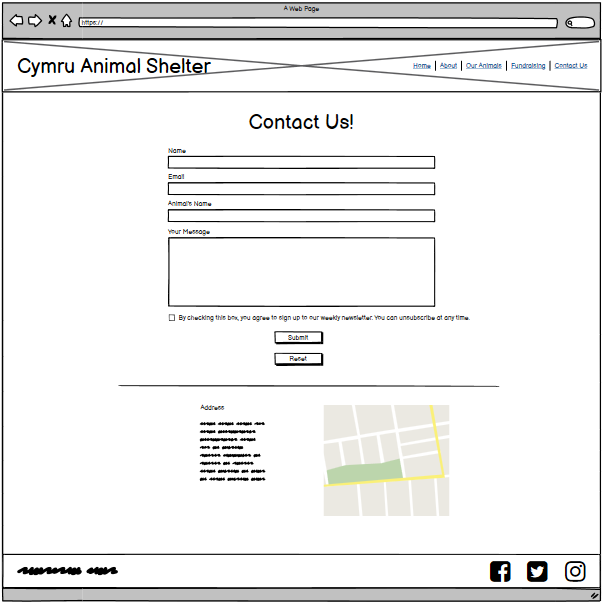 A Web Page
https://
Cymru Animal Shelter
Home | About | Our Animals | Fundraising | Contact Us
Contact Us!
Name
Email
Animal's Name
Your Message
By checking this box, you agree to sign up to our weekly newsletter. You can unsubscribe at any time.
Submit
Reset
Address